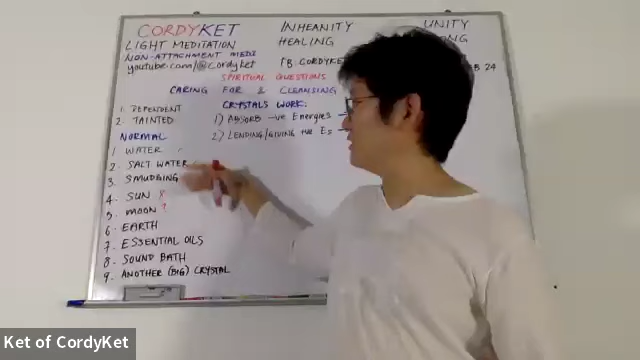 CORDYKET INHEANITY UNITY
LIGHT MEDITATION HEALING
NON-ATTACHMENT MEDI
youtube.com/@cordyket FB: CORDYKET 24
SPIRITUAL QUESTIONS
CARING FOR & CLEANSING
1. DEPENDENT CRYSTALS WORK:
2. TAINTED 1) ABSORB -ve Energies
NORMAL 2) LENDING/GIVING +ve Es
1 WATER
2. SALT WATER
3. SMUDGING
4. SUN
5 MOON ?
6 EARTH
7. ESSENTIAL OILS
8. SOUND BATH
9. ANOTHER (BIG) CRYSTAL
Ket of CordyKet